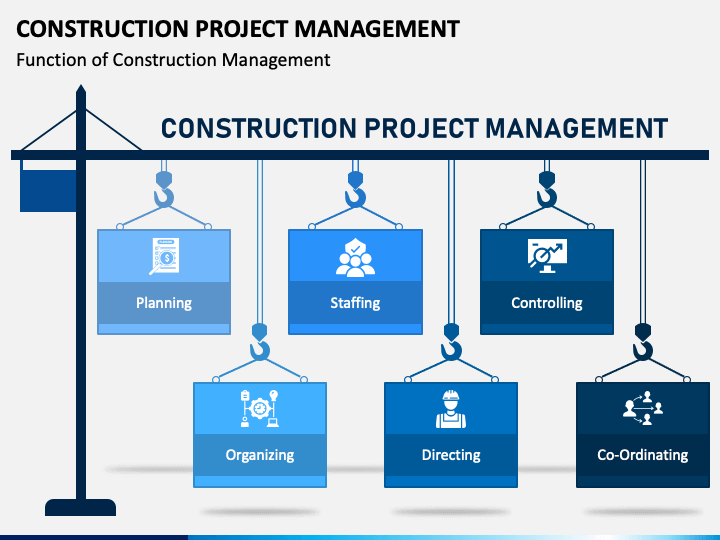 CONSTRUCTION PROJECT MANAGEMENT
Function of Construction Management
CONSTRUCTION PROJECT MANAGEMENT
Planning
Staffing
Controlling
Organizing
Directing
Co-Ordinating